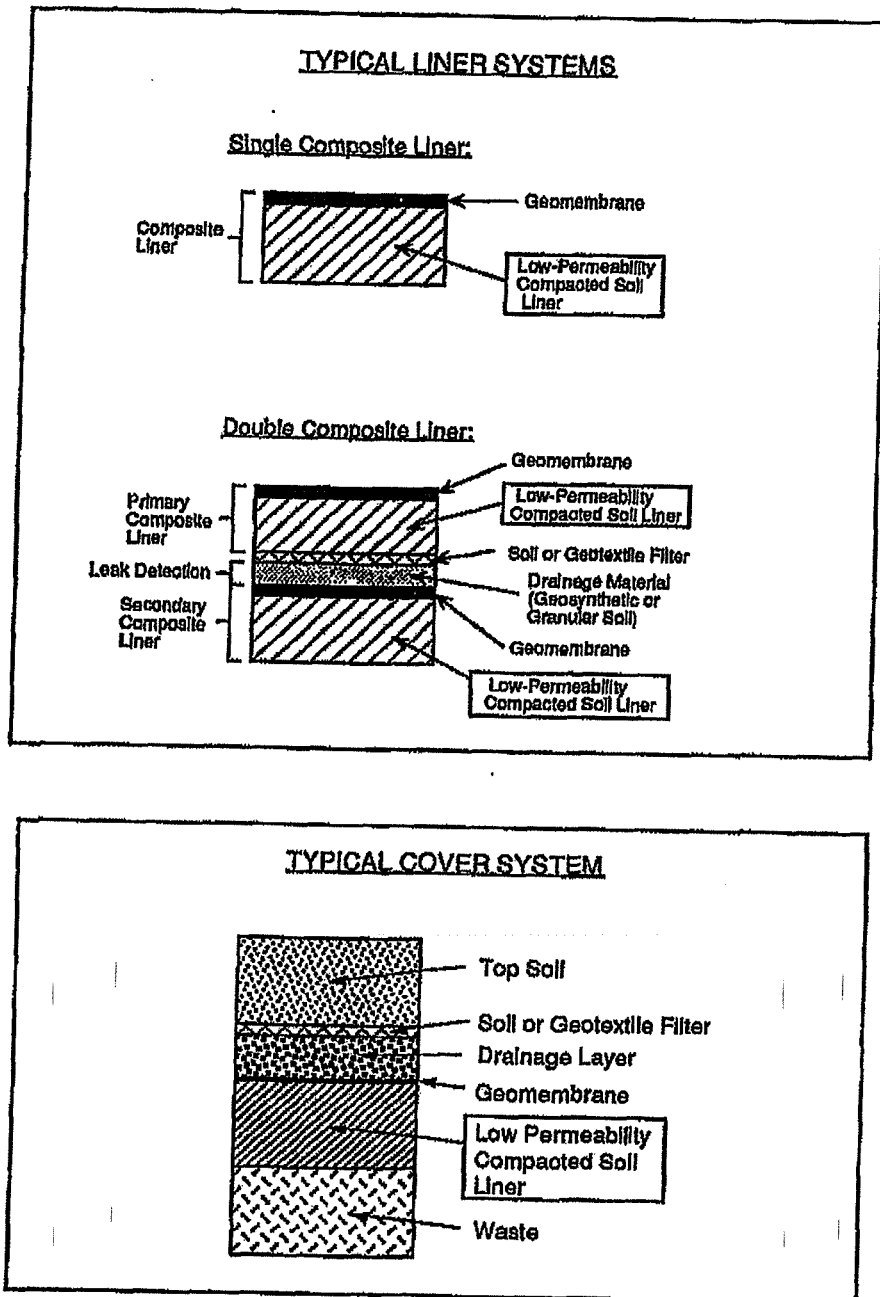 TYPICAL LINER SYSTEMS
Single Composite Liner:
Composite
Liner
Geomembrane
Low-Permeability
Compacted Soil
Liner
Double Composite Liner:
Primary
Composite
Liner
Leak Detection
Secondary
Composite
Liner
Geomembrane
Low-Permeability
Compacted Soil Liner
Soil or Geotextile Filter
Drainage Material
(Geosynthetic or
Granular Soil)
Geomembrane
Low-Permeability
Compacted Soil Liner
TYPICAL COVER SYSTEM
Top Soil
Soil or Geotextile Filter
Drainage Layer
Geomembrane
Low Permeability
Compacted Soil
Liner
Waste